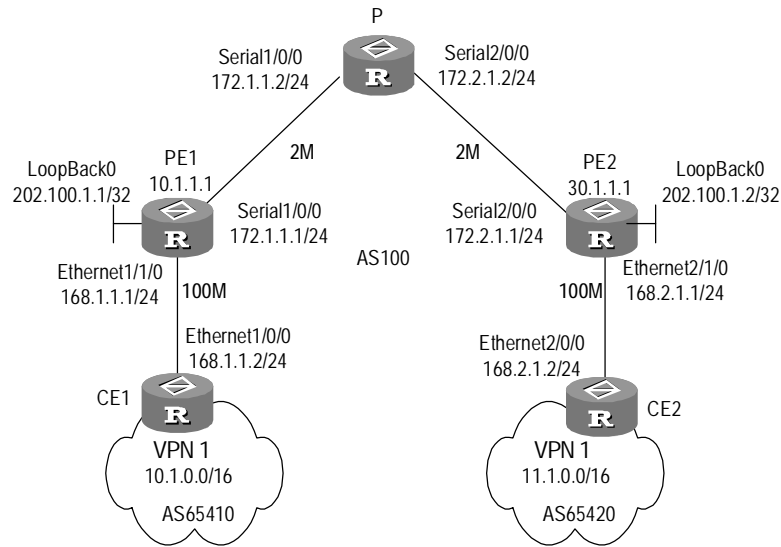 P
Serial1/0/0
172.1.1.2/24
Serial2/0/0
172.2.1.2/24
R
2M
2M
LoopBack0
202.100.1.1/32
PE1
10.1.1.1
PE2
30.1.1.1
LoopBack0
202.100.1.2/32
R
Serial1/0/0
172.1.1.1/24
Serial2/0/0
172.2.1.1/24
R
AS100
Ethernet1/1/0
168.1.1.1/24
100M
100M
Ethernet2/1/0
168.2.1.1/24
Ethernet1/0/0
168.1.1.2/24
Ethernet2/0/0
168.2.1.2/24
CE1
R
R
CE2
VPN 1
10.1.0.0/16
AS65410
VPN 1
11.1.0.0/16
AS65420